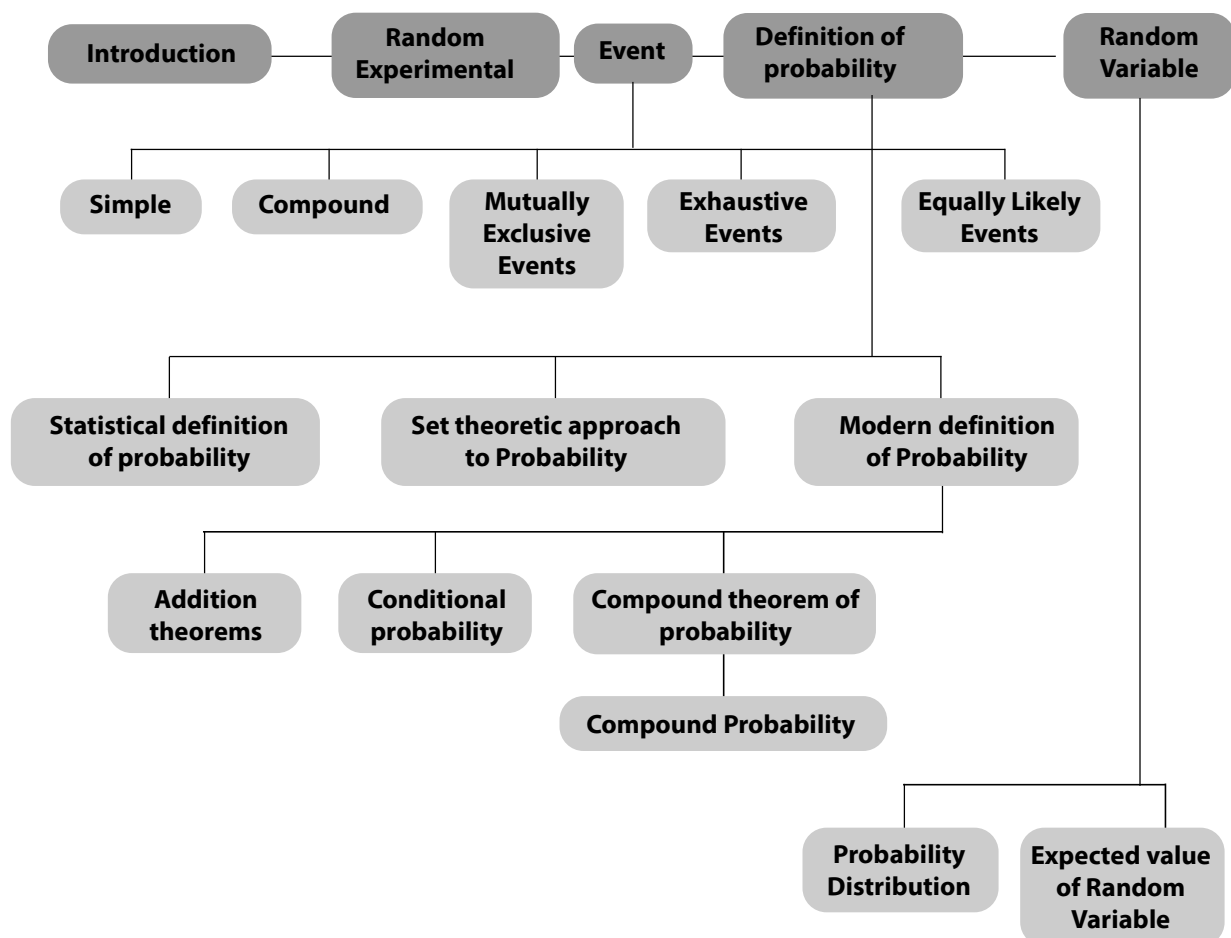 Introduction
Random
Experimental
Event
Definition of
probability
Random
Variable
Simple
Compound
Mutually
Exclusive
Events
Exhaustive
Events
Equally Likely
Events
Statistical definition
of probability
Set theoretic approach
to Probability
Modern definition
of Probability
Addition
theorems
Conditional
probability
Compound theorem of
probability
Compound Probability
Probability
Distribution
Expected value
of Random
Variable